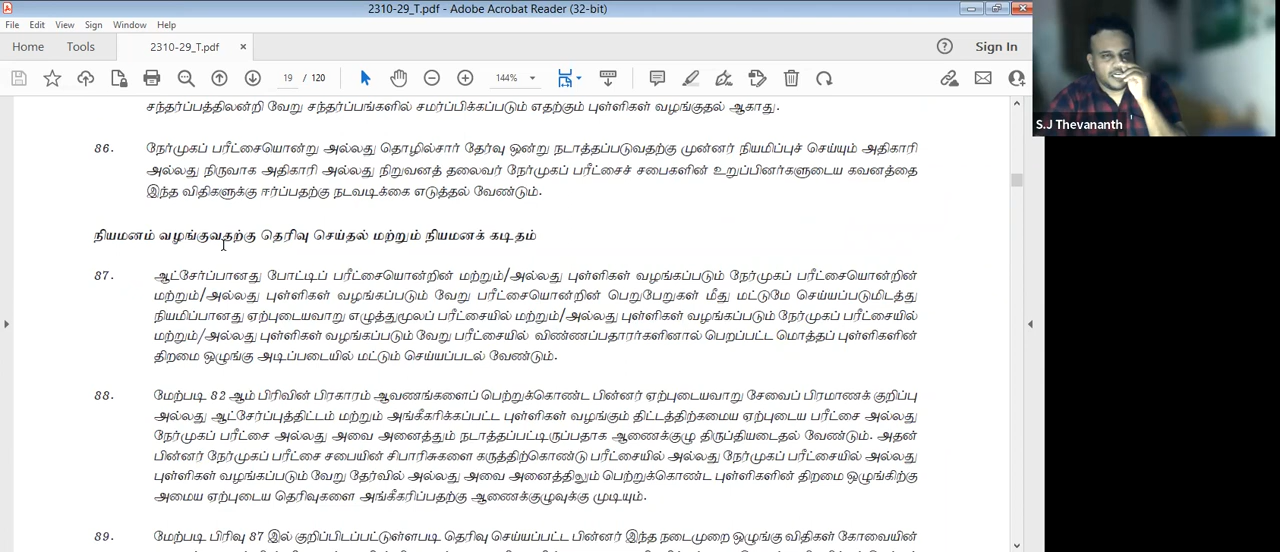 2310-29_T.pdf - Adobe Acrobat Reader (32-bit)
File Edit View Sign Window Help
Home Tools 2310-29_T.pdf × Sign In
19 / 120 144%
சந்தர்ப்பத்திலன்றி வேறு சந்தர்ப்பங்களில் சமர்ப்பிக்கப்படும் எதற்கும் புள்ளிகள் வழங்குதல் ஆகாது.
86. நேர்முகப் பரீட்சையொன்று அல்லது தொழில்சார் தேர்வு ஒன்று நடாத்தப்படுவதற்கு முன்னர் நியமிப்புச் செய்யும் அதிகாரி
அல்லது நிருவாக அதிகாரி அல்லது நிறுவனத் தலைவர் நேர்முகப் பரீட்சைச் சபைகளின் உறுப்பினர்களுடைய கவனத்தை
இந்த விதிகளுக்கு ஈர்ப்பதற்கு நடவடிக்கை எடுத்தல் வேண்டும்.
நியமனம் வழங்குவதற்கு தெரிவு செய்தல் மற்றும் நியமனக் கடிதம்
87. ஆட்சேர்ப்பானது போட்டிப் பரீட்சையொன்றின் மற்றும்/அல்லது புள்ளிகள் வழங்கப்படும் நேர்முகப் பரீட்சையொன்றின்
மற்றும்/அல்லது புள்ளிகள் வழங்கப்படும் வேறு பரீட்சையொன்றின் பெறுபேறுகள் மீது மட்டுமே செய்யப்படுமிடத்து
நியமிப்பானது ஏற்புடையவாறு எழுத்துமூலப் பரீட்சையில் மற்றும்/அல்லது புள்ளிகள் வழங்கப்படும் நேர்முகப் பரீட்சையில்
மற்றும்/அல்லது புள்ளிகள் வழங்கப்படும் வேறு பரீட்சையில் விண்ணப்பதாரர்களினால் பெறப்பட்ட மொத்தப் புள்ளிகளின்
திறமை ஒழுங்கு அடிப்படையில் மட்டும் செய்யப்படல் வேண்டும்.
88. மேற்படி 82 ஆம் பிரிவின் பிரகாரம் ஆவணங்களைப் பெற்றுக்கொண்ட பின்னர் ஏற்புடையவாறு சேவைப் பிரமாணக் குறிப்பு
அல்லது ஆட்சேர்ப்புத்திட்டம் மற்றும் அங்கீகரிக்கப்பட்ட புள்ளிகள் வழங்கும் திட்டத்திற்கமைய ஏற்புடைய பரீட்சை அல்லது
நேர்முகப் பரீட்சை அல்லது அவை அனைத்தும் நடாத்தப்பட்டிருப்பதாக ஆணைக்குழு திருப்தியடைதல் வேண்டும். அதன்
பின்னர் நேர்முகப் பரீட்சை சபையின் சிபாரிசுகளை கருத்திற்கொண்டு பரீட்சையில் அல்லது நேர்முகப் பரீட்சையில் அல்லது
புள்ளிகள் வழங்கப்படும் வேறு தேர்வில் அல்லது அவை அனைத்திலும் பெற்றுக்கொண்ட புள்ளிகளின் திறமை ஒழுங்கிற்கு
அமைய ஏற்புடைய தெரிவுகளை அங்கீகரிப்பதற்கு ஆணைக்குழுவுக்கு முடியும்.
89. மேற்படி பிரிவு 87 இல் குறிப்பிடப்பட்டுள்ளபடி தெரிவு செய்யப்பட்ட பின்னர் இந்த நடைமுறை ஒழுங்கு விதிகள் கோவையின்
S.J Thevananth